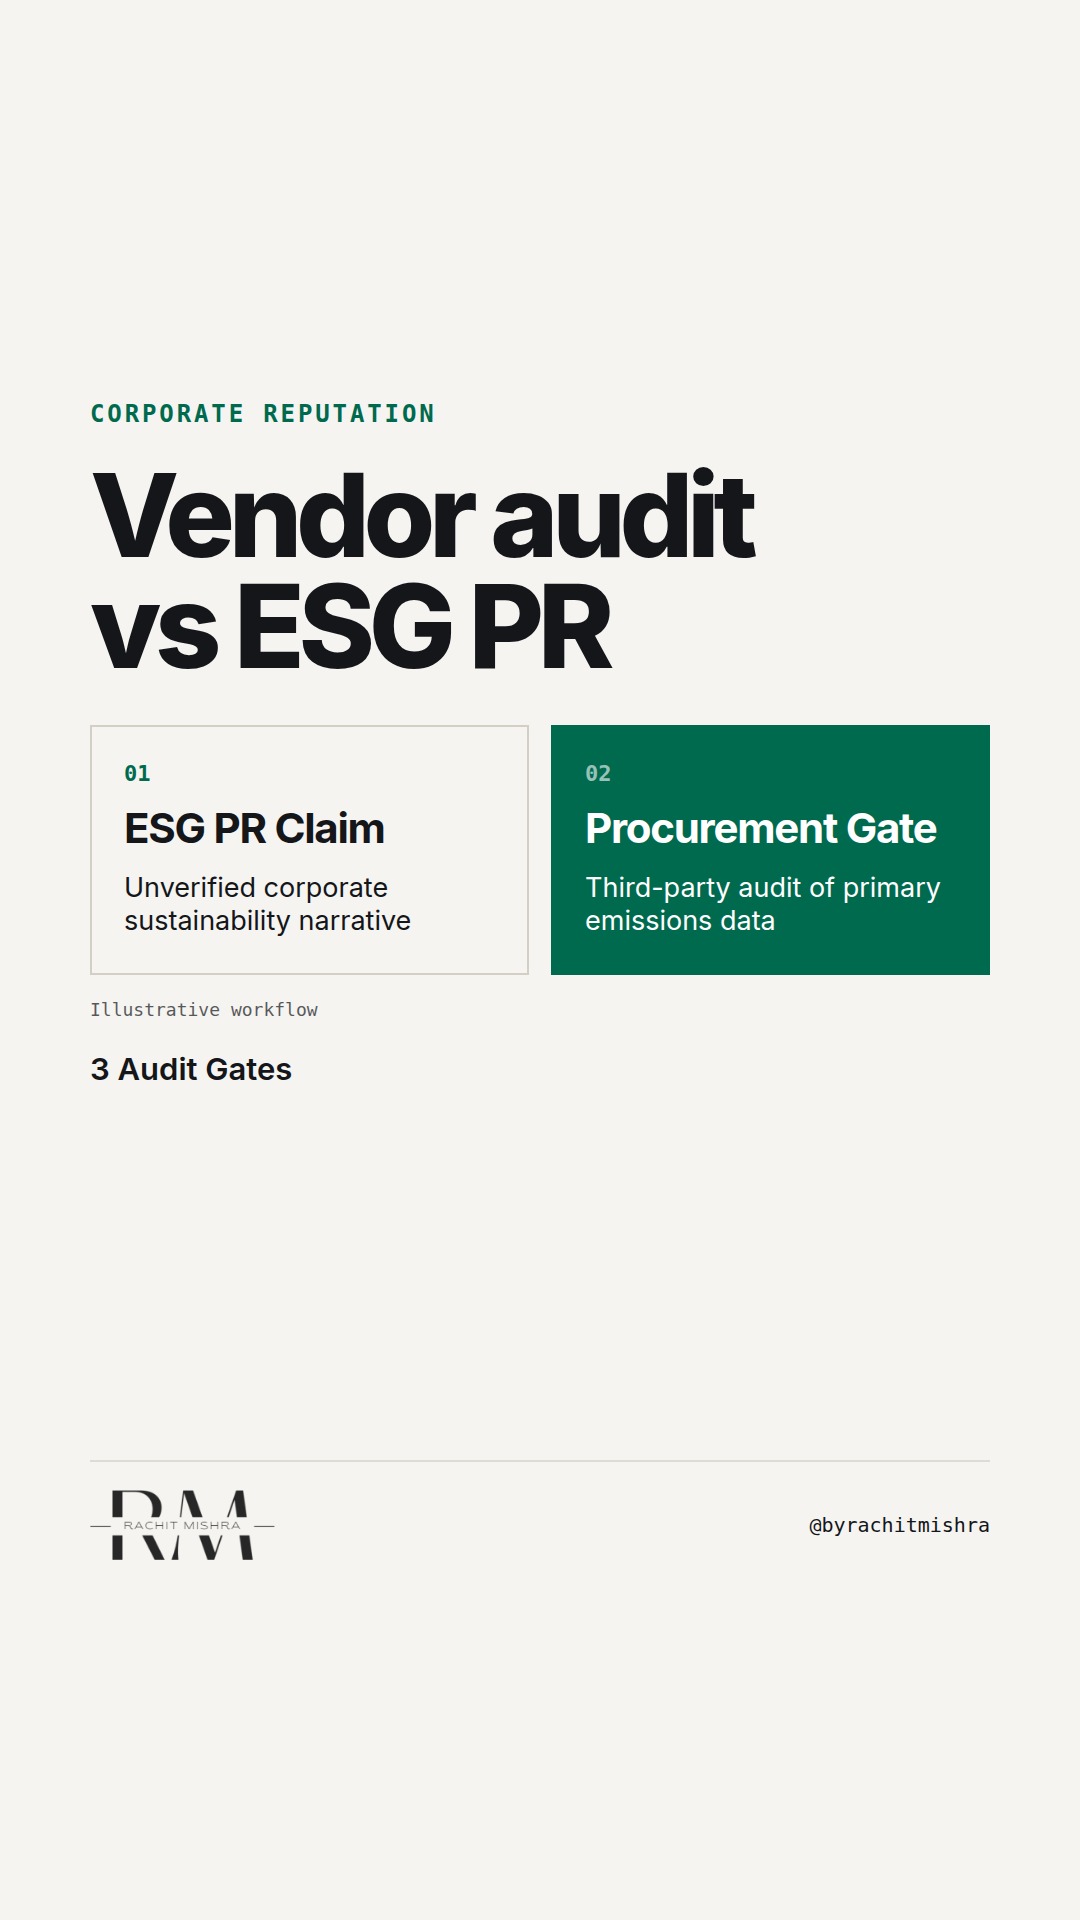 CORPORATE REPUTATION
Vendor audit
vs ESG PR
01
ESG PR Claim
Unverified corporate
sustainability narrative
02
Procurement Gate
Third-party audit of primary
emissions data
Illustrative workflow
3 Audit Gates
RM
RACHIT MISHRA
@byrachitmishra